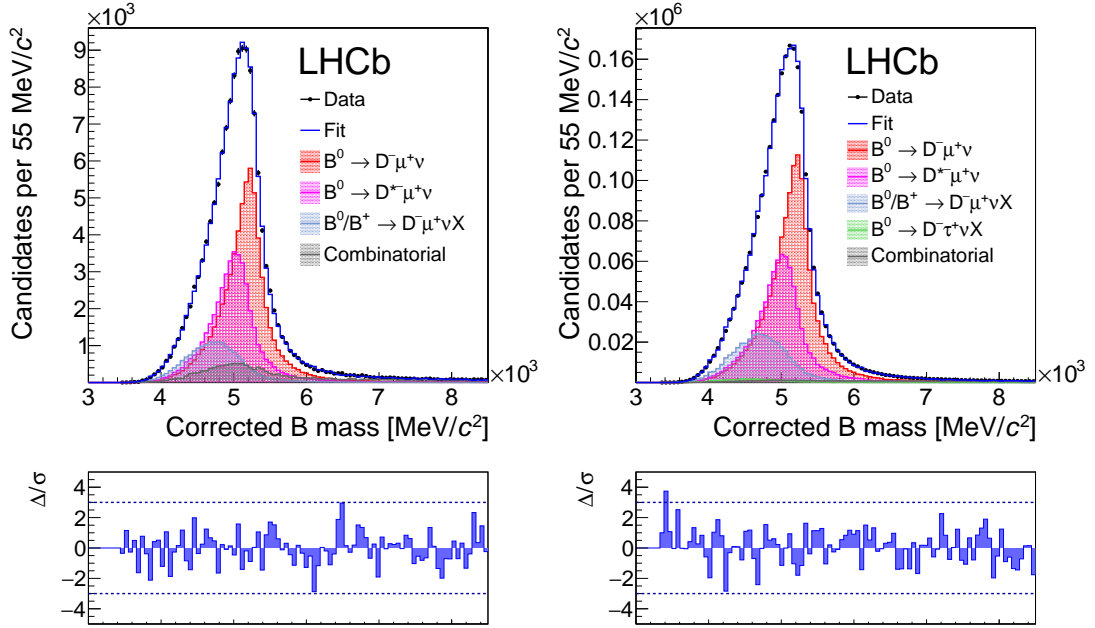 ×10³
Candidates per 55 MeV/c²
9
8
7
6
5
4
3
2
1
LHCb
Data
Fit
B⁰ → D⁻μ⁺ν
B⁰ → D*⁻μ⁺ν
B⁰/B⁺ → D⁻μ⁺νX
Combinatorial
3 4 5 6 7 8
×10³
Corrected B mass [MeV/c²]
Δ/σ
4
2
0
−2
−4
×10⁶
Candidates per 55 MeV/c²
0.16
0.14
0.12
0.1
0.08
0.06
0.04
0.02
LHCb
Data
Fit
B⁰ → D⁻μ⁺ν
B⁰ → D*⁻μ⁺ν
B⁰/B⁺ → D⁻μ⁺νX
B⁰ → D⁻τ⁺νX
Combinatorial
3 4 5 6 7 8
×10³
Corrected B mass [MeV/c²]
Δ/σ
4
2
0
−2
−4